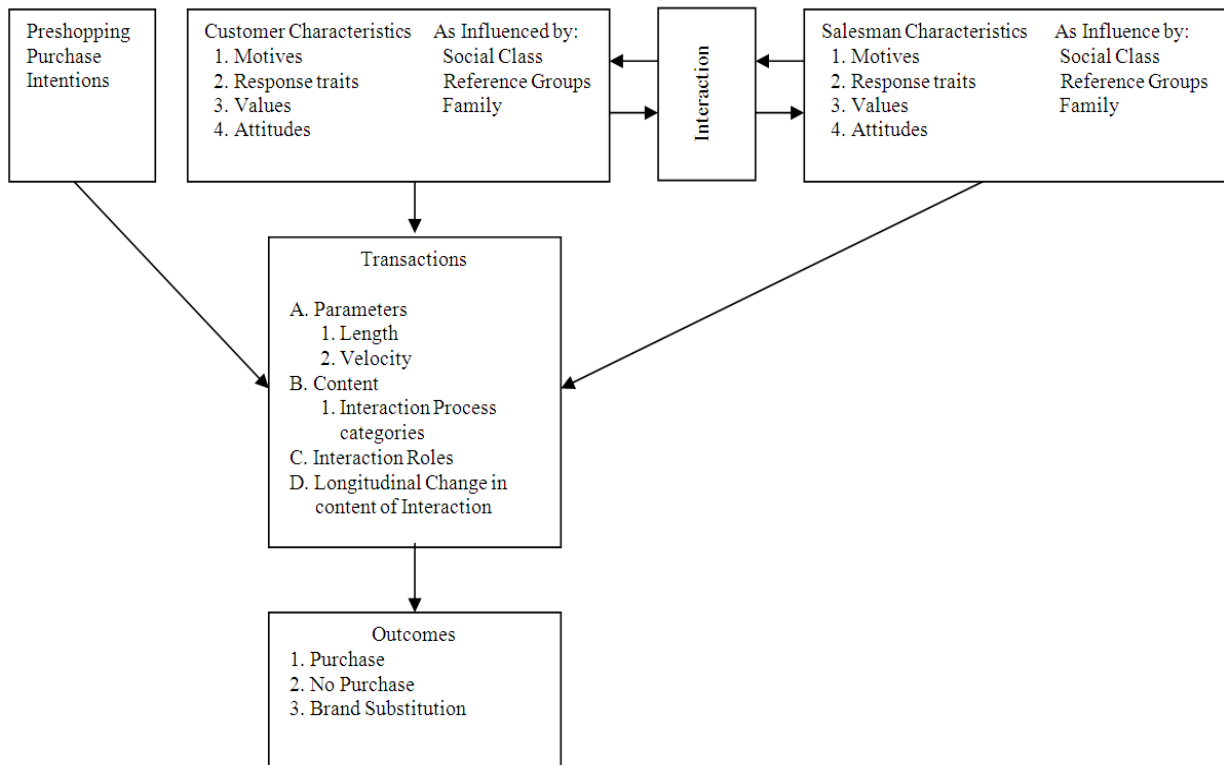 Preshopping
Purchase
Intentions
Customer Characteristics
1. Motives
2. Response traits
3. Values
4. Attitudes
As Influenced by:
Social Class
Reference Groups
Family
Interaction
Salesman Characteristics
1. Motives
2. Response traits
3. Values
4. Attitudes
As Influence by:
Social Class
Reference Groups
Family
Transactions
A. Parameters
1. Length
2. Velocity
B. Content
1. Interaction Process
categories
C. Interaction Roles
D. Longitudinal Change in
content of Interaction
Outcomes
1. Purchase
2. No Purchase
3. Brand Substitution